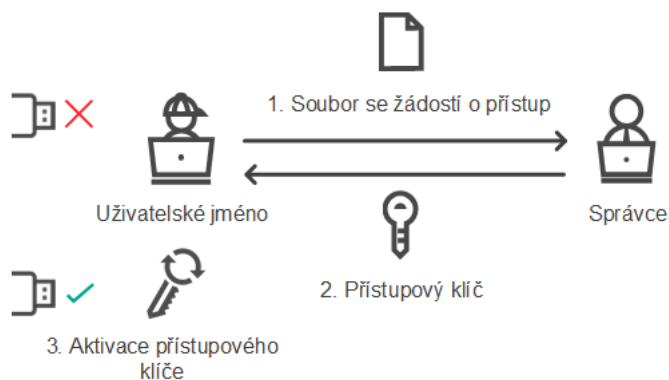 1. Soubor se žádostí o přístup
Uživatelské jméno
Správce
2. Přístupový klíč
3. Aktivace přístupového
klíče